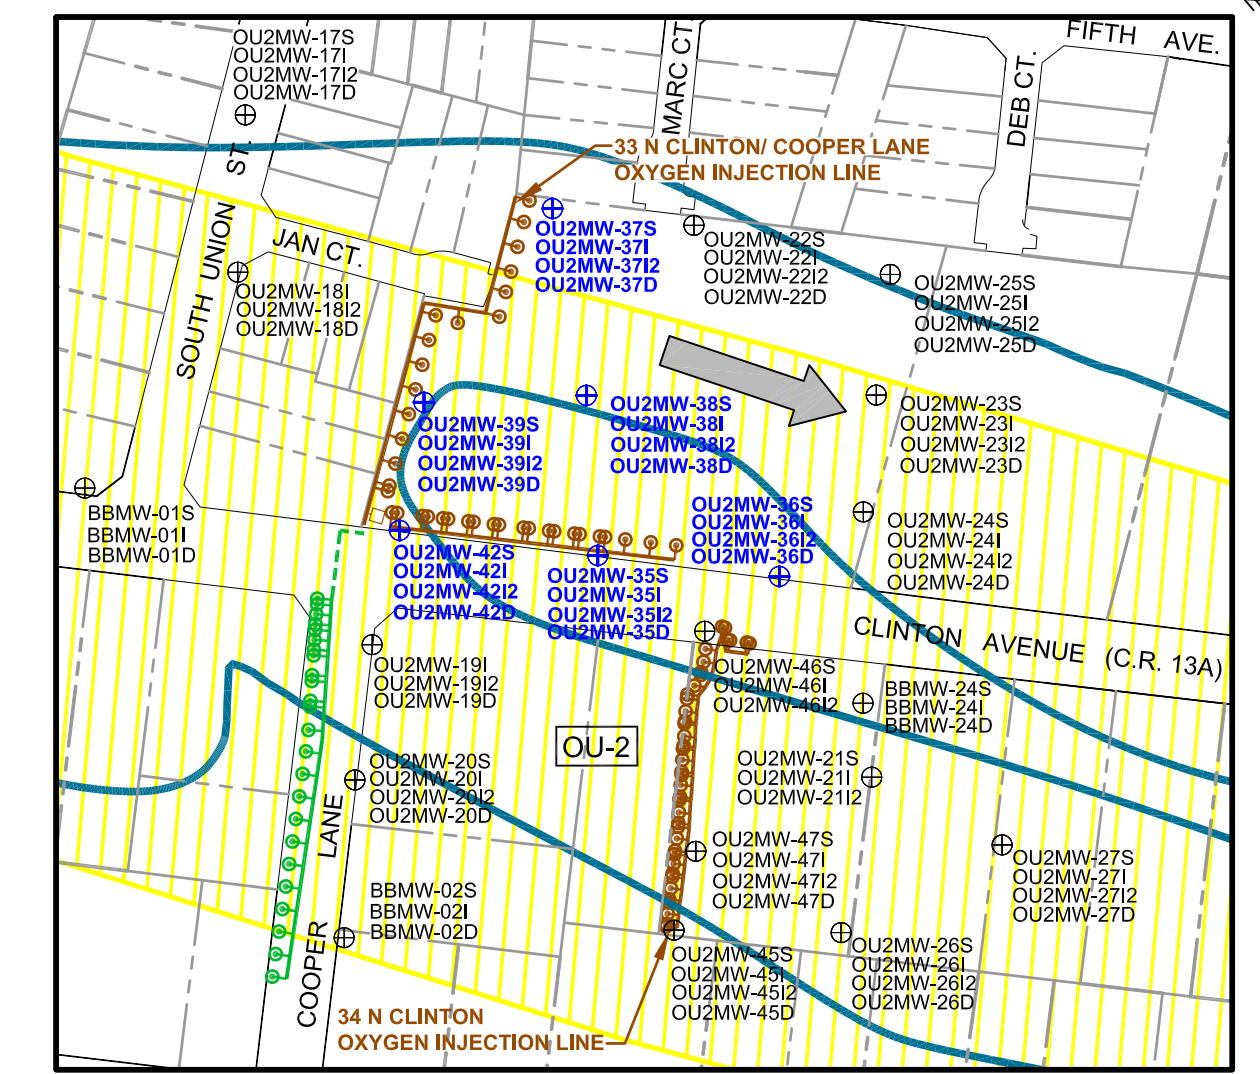 OU2MW-17S
OU2MW-17I
OU2MW-17I2
OU2MW-17D
MARC CT.
FIFTH AVE.
DEB CT.
33 N CLINTON/ COOPER LANE
OXYGEN INJECTION LINE
SOUTH UNION ST.
JAN CT.
OU2MW-37S
OU2MW-37I
OU2MW-37I2
OU2MW-37D
OU2MW-22S
OU2MW-22I
OU2MW-22I2
OU2MW-22D
OU2MW-25S
OU2MW-25I
OU2MW-25I2
OU2MW-25D
OU2MW-18I
OU2MW-18I2
OU2MW-18D
OU2MW-39S
OU2MW-39I
OU2MW-39I2
OU2MW-39D
OU2MW-38S
OU2MW-38I
OU2MW-38I2
OU2MW-38D
OU2MW-23S
OU2MW-23I
OU2MW-23I2
OU2MW-23D
BBMW-01S
BBMW-01I
BBMW-01D
OU2MW-36S
OU2MW-36I
OU2MW-36I2
OU2MW-36D
OU2MW-24S
OU2MW-24I
OU2MW-24I2
OU2MW-24D
OU2MW-42S
OU2MW-42I
OU2MW-42I2
OU2MW-42D
OU2MW-35S
OU2MW-35I
OU2MW-35I2
OU2MW-35D
CLINTON AVENUE (C.R. 13A)
OU2MW-19I
OU2MW-19I2
OU2MW-19D
OU2MW-46S
OU2MW-46I
OU2MW-46I2
BBMW-24S
BBMW-24I
BBMW-24D
OU-2
OU2MW-20S
OU2MW-20I
OU2MW-20I2
OU2MW-20D
OU2MW-21S
OU2MW-21I
OU2MW-21I2
COOPER LANE
OU2MW-47S
OU2MW-47I
OU2MW-47I2
OU2MW-47D
OU2MW-27S
OU2MW-27I
OU2MW-27I2
OU2MW-27D
BBMW-02S
BBMW-02I
BBMW-02D
OU2MW-45S
OU2MW-45I
OU2MW-45I2
OU2MW-45D
OU2MW-26S
OU2MW-26I
OU2MW-26I2
OU2MW-26D
34 N CLINTON
OXYGEN INJECTION LINE